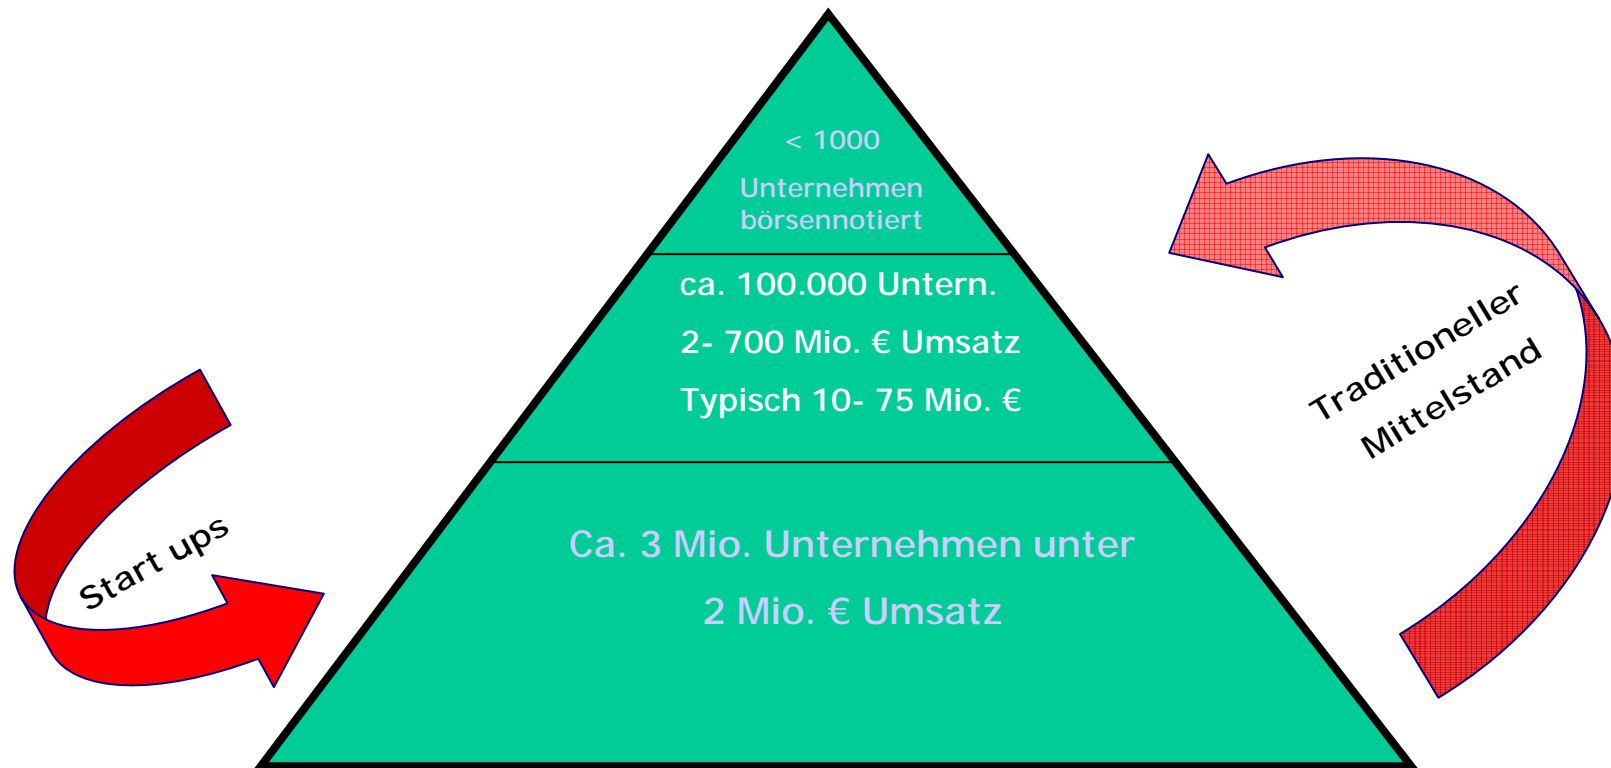 < 1000
Unternehmen
börsennotiert
ca. 100.000 Untern.
2- 700 Mio. € Umsatz
Typisch 10- 75 Mio. €
Traditioneller
Mittelstand
Start ups
Ca. 3 Mio. Unternehmen unter
2 Mio. € Umsatz